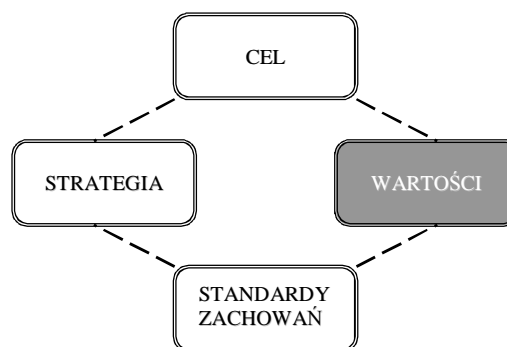 CEL
STRATEGIA
WARTOŚCI
STANDARDY
ZACHOWAŃ